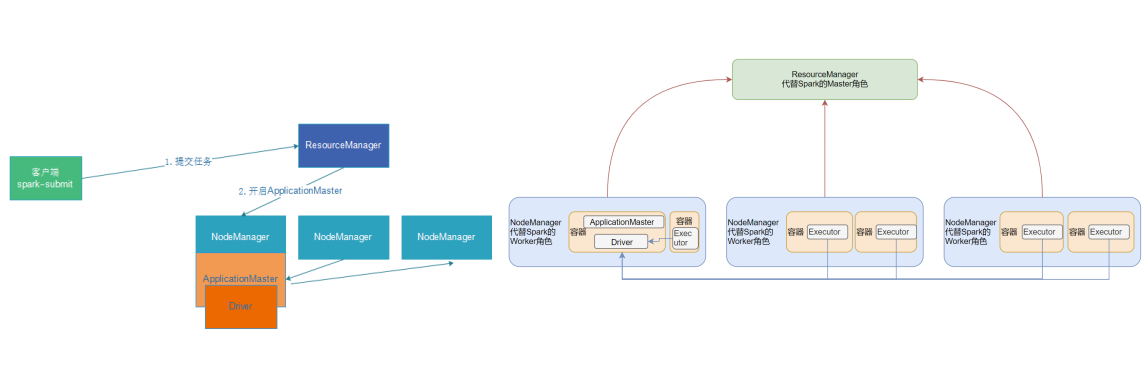 客户端
spark-submit
1. 提交任务
ResourceManager
2. 开启ApplicationMaster
NodeManager
NodeManager
NodeManager
ApplicationMaster
Driver
ResourceManager
代替Spark的Master角色
NodeManager
代替Spark的
Worker角色
容器
ApplicationMaster
Driver
容器
Exec
utor
NodeManager
代替Spark的
Worker角色
容器
Executor
容器
Executor
NodeManager
代替Spark的
Worker角色
容器
Executor
容器
Executor